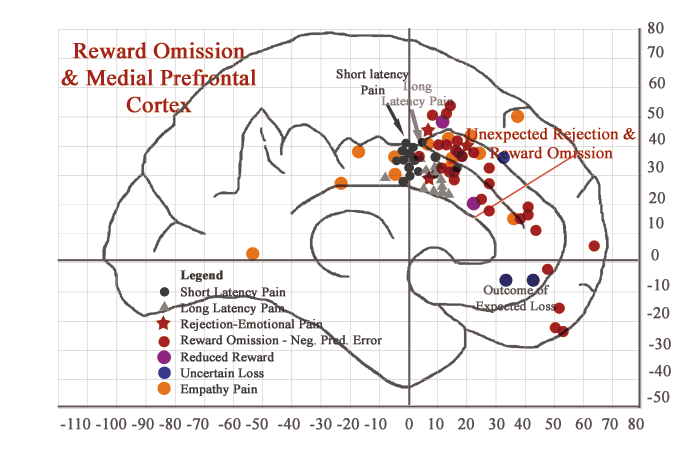 Reward Omission
& Medial Prefrontal
Cortex
Short latency
Pain
Long
Latency Pain
Unexpected Rejection &
Reward Omission
Outcome of
Expected Loss
Legend
Short Latency Pain
Long Latency Pain
Rejection-Emotional Pain
Reward Omission - Neg. Pred. Error
Reduced Reward
Uncertain Loss
Empathy Pain
80
70
60
50
40
30
20
10
0
-10
-20
-30
-40
-50
-110 -100 -90 -80 -70 -60 -50 -40 -30 -20 -10 0 10 20 30 40 50 60 70 80